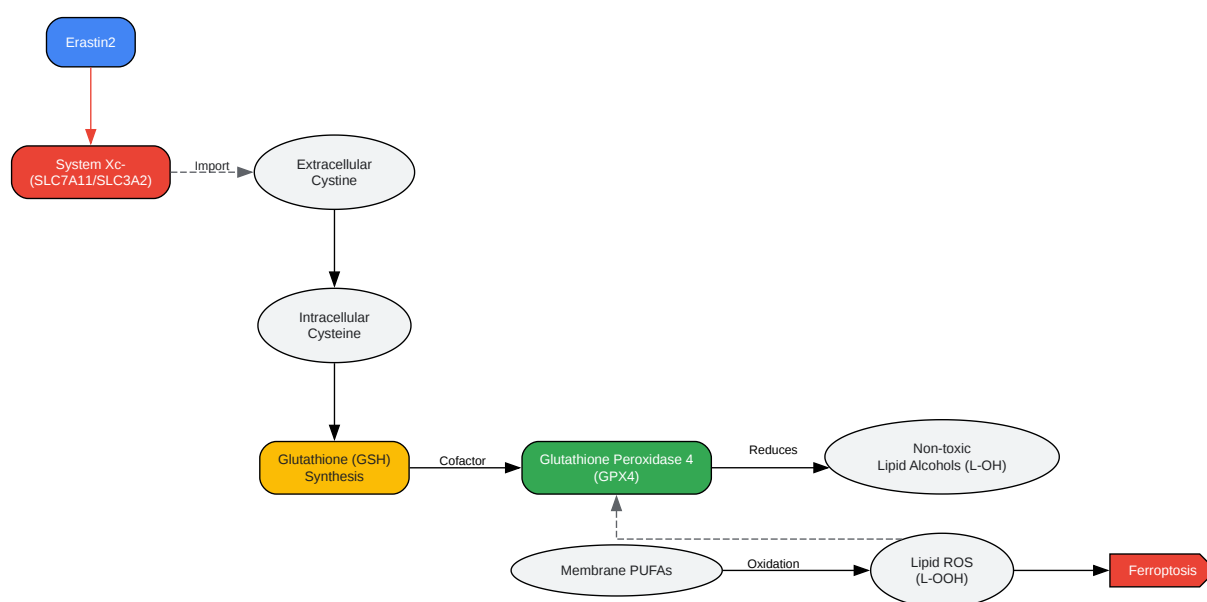 Erastin2
System Xc-
(SLC7A11/SLC3A2)
Import
Extracellular
Cystine
Intracellular
Cysteine
Glutathione (GSH)
Synthesis
Cofactor
Glutathione Peroxidase 4
(GPX4)
Reduces
Non-toxic
Lipid Alcohols (L-OH)
Membrane PUFAs
Oxidation
Lipid ROS
(L-OOH)
Ferroptosis